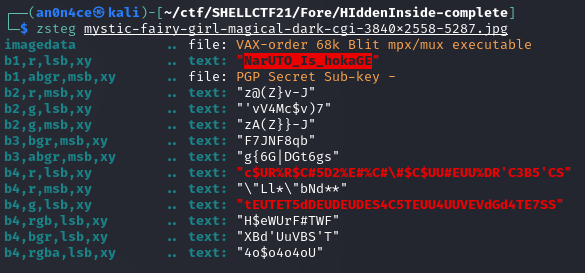 ┌──(an0n4ce㉿kali)-[~/ctf/SHELLCTF21/Fore/HIddenInside-complete]
└─$ zsteg mystic-fairy-girl-magical-dark-cgi-3840×2558-5287.jpg
imagedata .. file: VAX-order 68k Blit mpx/mux executable
b1,r,lsb,xy .. text: "NarUTO_Is_hokaGE"
b1,abgr,msb,xy .. file: PGP Secret Sub-key -
b2,r,msb,xy .. text: "z@(Z}v-J"
b2,g,lsb,xy .. text: "'vV4Mc$v)7"
b2,g,msb,xy .. text: "zA(Z}}-J"
b3,bgr,msb,xy .. text: "F7JNF8qb"
b3,abgr,msb,xy .. text: "g{6G|DGt6gs"
b4,r,lsb,xy .. text: "c$UR%R$C#5D2%E#%C#\#$C$UU#EUU%DR'C3B5'CS"
b4,r,msb,xy .. text: "\"Ll*\"bNd**"
b4,g,lsb,xy .. text: "tEUTET5dDEUDEUDES4C5TEUU4UUVEVdGd4TE7SS"
b4,rgb,lsb,xy .. text: "H$eWUrF#TWF"
b4,bgr,lsb,xy .. text: "XBd'UuVBS'T"
b4,rgba,lsb,xy .. text: "4o$o4o4oU"